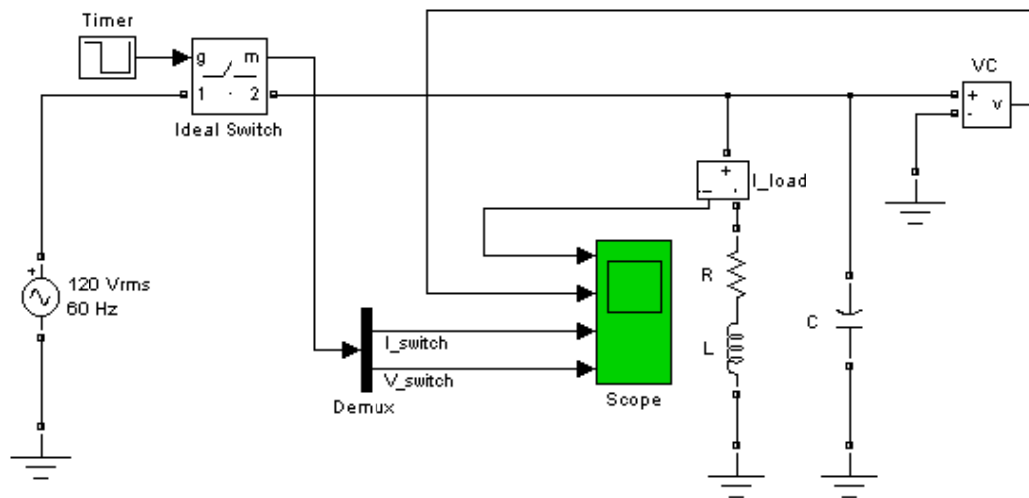 Timer
g m
1 2
Ideal Switch
VC
+
v
-
+
I_load
+
120 Vrms
60 Hz
R
I_switch
C
L
V_switch
Demux
Scope